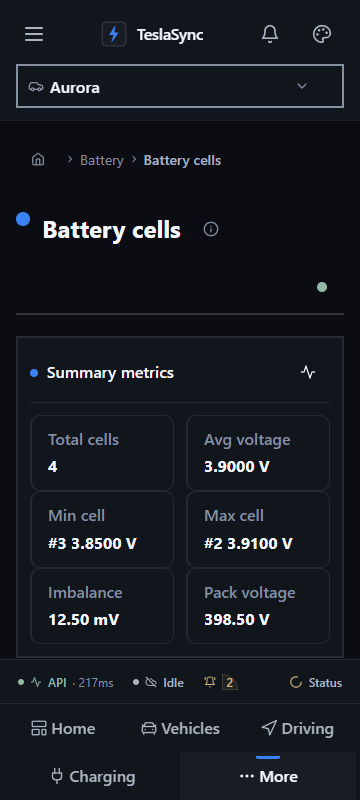 TeslaSync
Aurora
Battery
Battery cells
Battery cells
Summary metrics
Total cells
4
Avg voltage
3.9000 V
Min cell
#3 3.8500 V
Max cell
#2 3.9100 V
Imbalance
12.50 mV
Pack voltage
398.50 V
API · 217ms
Idle
2
Status
Home
Vehicles
Driving
Charging
More